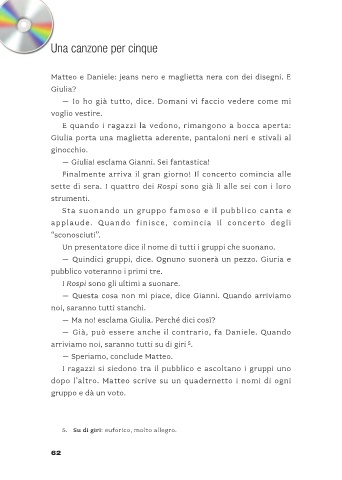 Una canzone per cinque
Matteo e Daniele: jeans nero e maglietta nera con dei disegni. E
Giulia?
— Io ho già tutto, dice. Domani vi faccio vedere come mi
voglio vestire.
E quando i ragazzi la vedono, rimangono a bocca aperta:
Giulia porta una maglietta aderente, pantaloni neri e stivali al
ginocchio.
— Giulia! esclama Gianni. Sei fantastica!
Finalmente arriva il gran giorno! Il concerto comincia alle
sette di sera. I quattro dei Rospi sono già lì alle sei con i loro
strumenti.
Sta suonando un gruppo famoso e il pubblico canta e
applaude. Quando finisce, comincia il concerto degli
“sconosciuti”.
Un presentatore dice il nome di tutti i gruppi che suonano.
— Quindici gruppi, dice. Ognuno suonerà un pezzo. Giuria e
pubblico voteranno i primi tre.
I Rospi sono gli ultimi a suonare.
— Questa cosa non mi piace, dice Gianni. Quando arriviamo
noi, saranno tutti stanchi.
— Ma no! esclama Giulia. Perché dici così?
— Già, può essere anche il contrario, fa Daniele. Quando
arriviamo noi, saranno tutti su di giri5.
— Speriamo, conclude Matteo.
I ragazzi si siedono tra il pubblico e ascoltano i gruppi uno
dopo l’altro. Matteo scrive su un quadernetto i nomi di ogni
gruppo e dà un voto.
5. Su di giri: euforico, molto allegro.
62